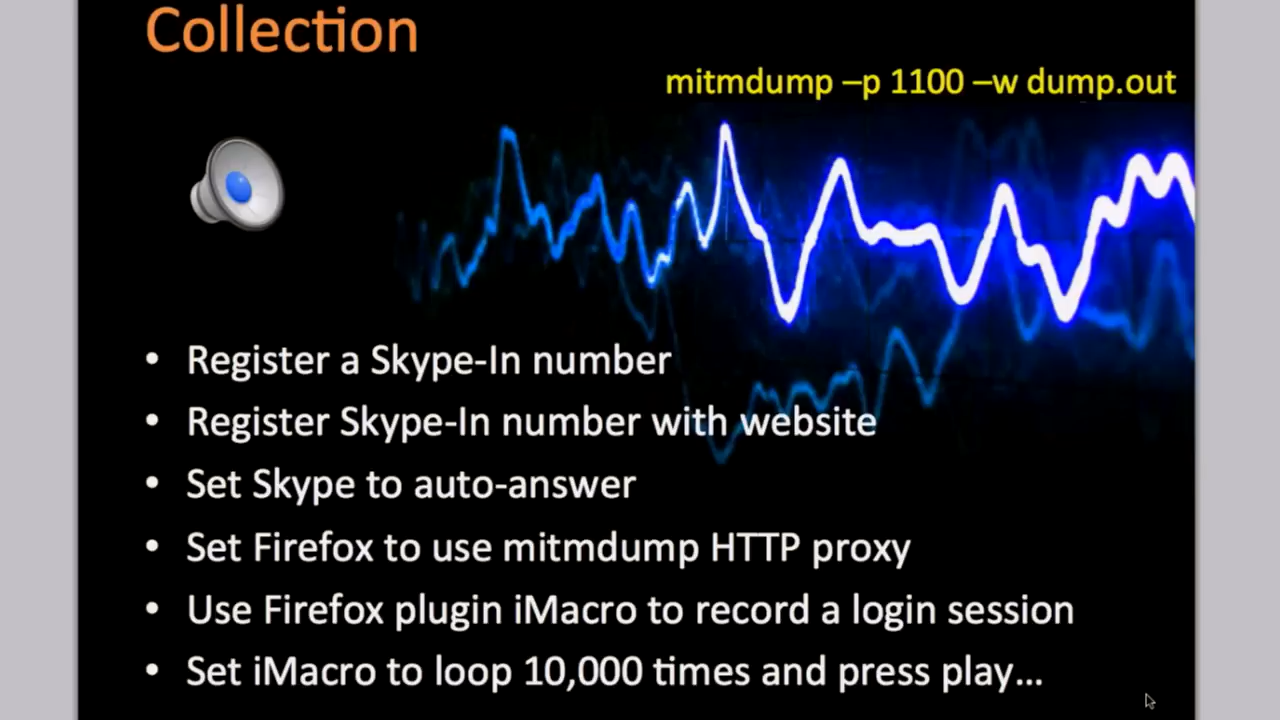 Collection
mitmdump –p 1100 –w dump.out
• Register a Skype-In number
• Register Skype-In number with website
• Set Skype to auto-answer
• Set Firefox to use mitmdump HTTP proxy
• Use Firefox plugin iMacro to record a login session
• Set iMacro to loop 10,000 times and press play…